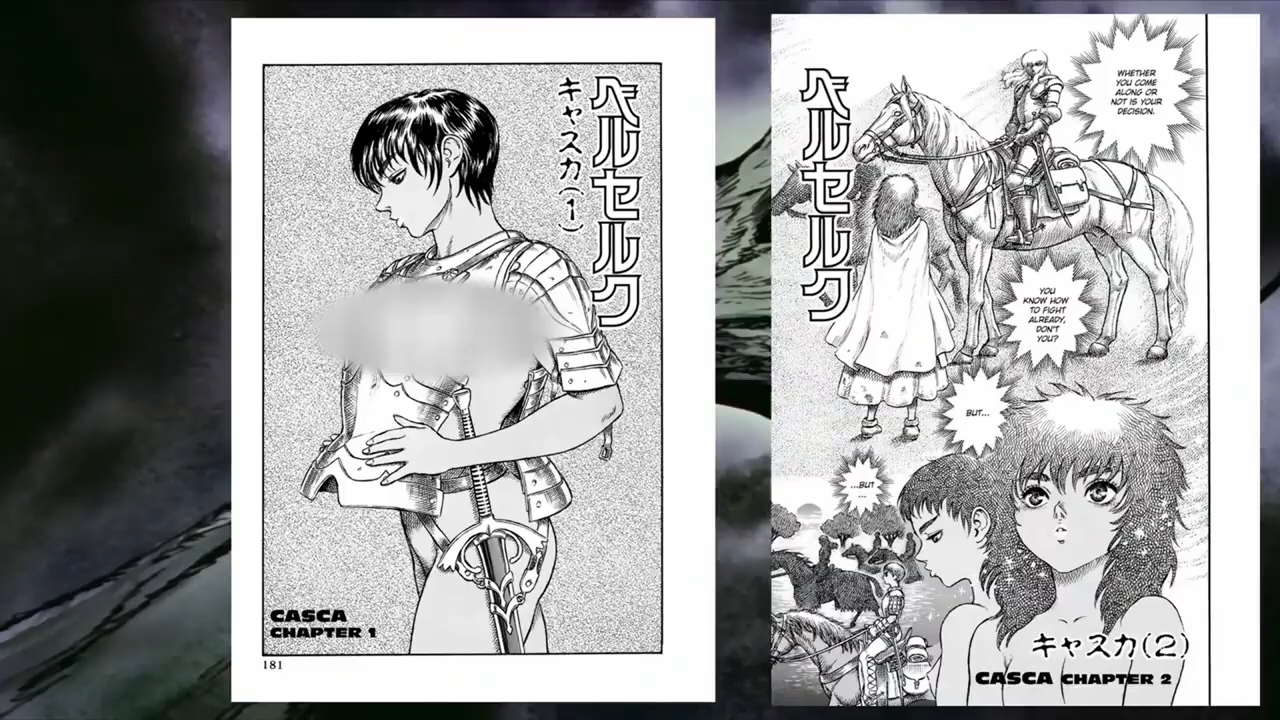 ベルセルク
キャスカ(1)
CASCA
CHAPTER 1
181
ベルセルク
WHETHER
YOU COME
ALONG OR
NOT IS YOUR
DECISION.
YOU
KNOW HOW
TO FIGHT
ALREADY,
DON'T
YOU?
BUT...
...BUT
...
キャスカ(2)
CASCA CHAPTER 2